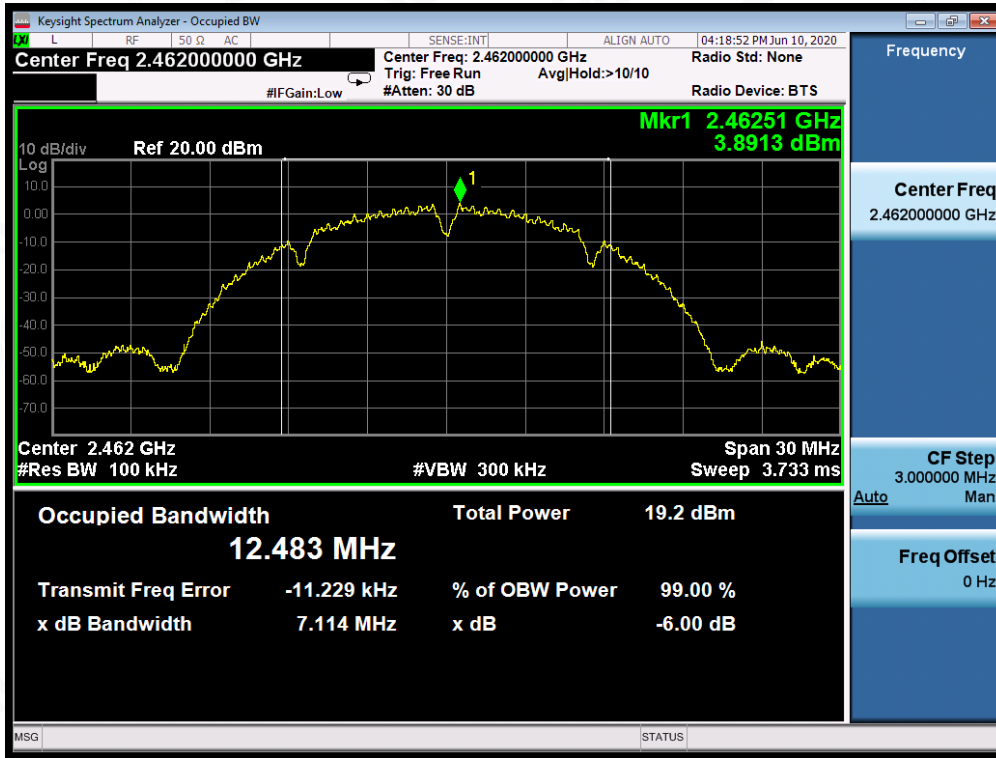 Keysight Spectrum Analyzer - Occupied BW
LXI L RF 50 Ω AC SENSE:INT ALIGN AUTO 04:18:52 PM Jun 10, 2020
Center Freq 2.462000000 GHz
#IFGain:Low
Center Freq: 2.462000000 GHz
Trig: Free Run Avg|Hold:>10/10
#Atten: 30 dB
Radio Std: None
Radio Device: BTS
Frequency
Mkr1 2.46251 GHz
3.8913 dBm
10 dB/div Ref 20.00 dBm
Log
10.0
0.00
-10.0
-20.0
-30.0
-40.0
-50.0
-60.0
-70.0
1
Center 2.462 GHz Span 30 MHz
#Res BW 100 kHz #VBW 300 kHz Sweep 3.733 ms
Occupied Bandwidth Total Power 19.2 dBm
12.483 MHz
Transmit Freq Error -11.229 kHz % of OBW Power 99.00 %
x dB Bandwidth 7.114 MHz x dB -6.00 dB
Center Freq
2.462000000 GHz
CF Step
3.000000 MHz
Auto Man
Freq Offset
0 Hz
MSG STATUS